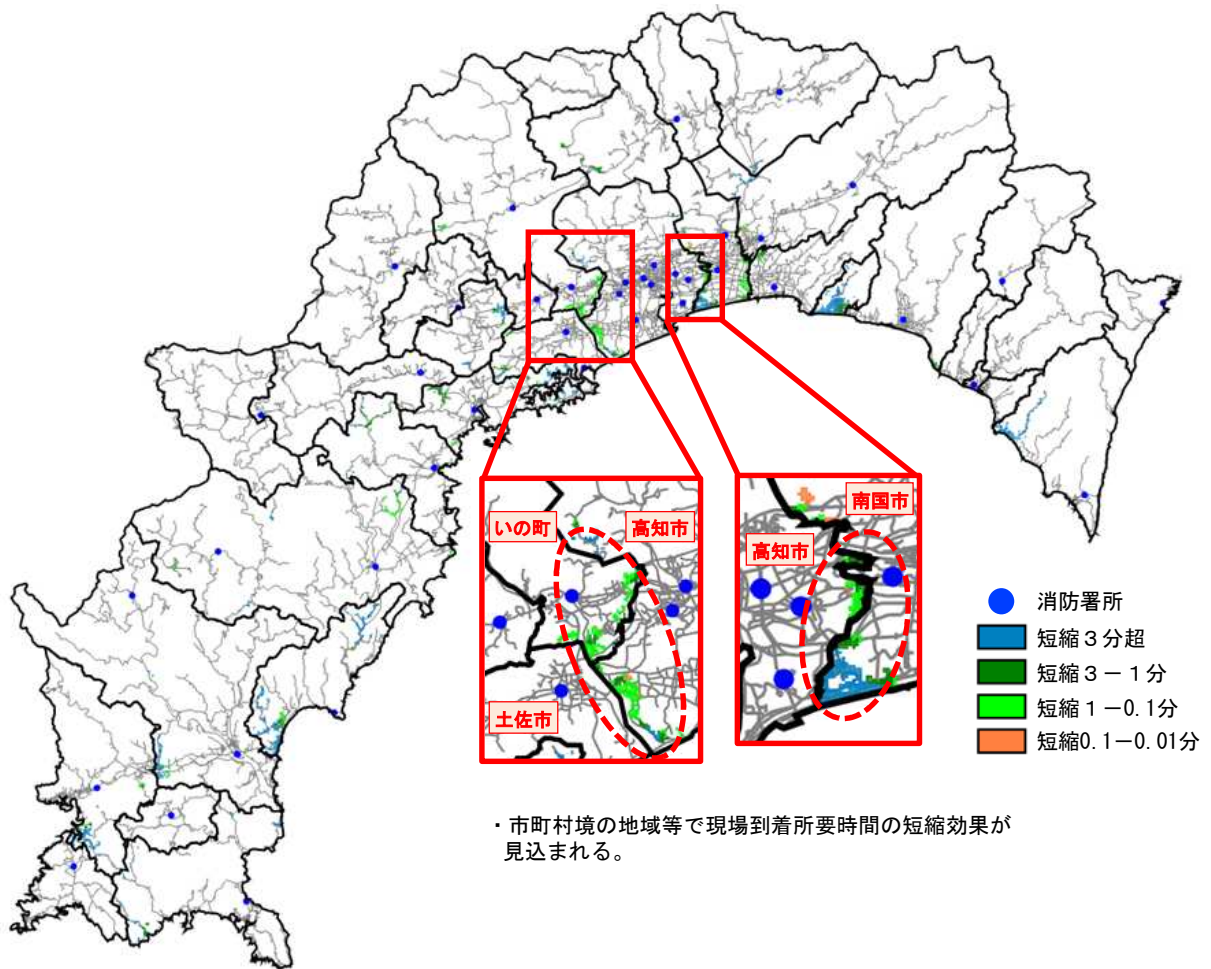 いの町
高知市
土佐市
南国市
高知市
消防署所
短縮３分超
短縮３－１分
短縮１－0.1分
短縮0.1－0.01分
・市町村境の地域等で現場到着所要時間の短縮効果が
見込まれる。